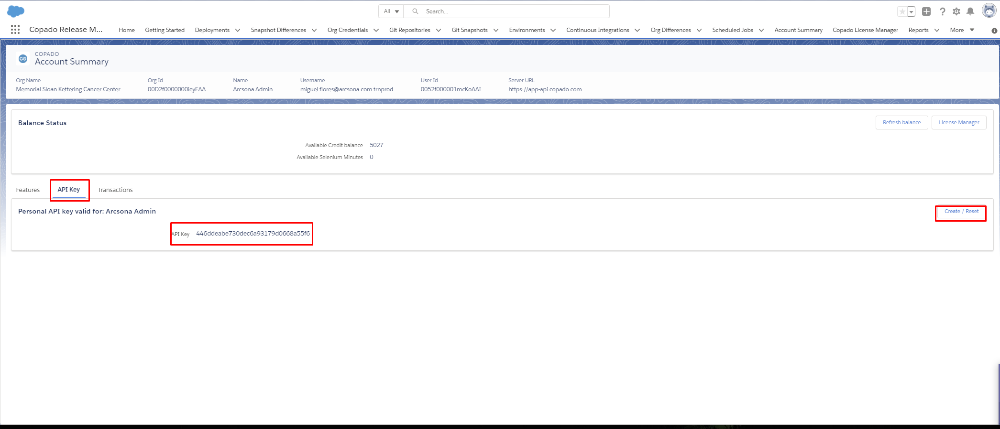 All
Search...
Copado Release M...
Home
Getting Started
Deployments
Snapshot Differences
Org Credentials
Git Repositories
Git Snapshots
Environments
Continuous Integrations
Org Differences
Scheduled Jobs
Account Summary
Copado License Manager
Reports
More
COPADO
Account Summary
Org Name
Memorial Sloan Kettering Cancer Center
Org Id
00D2f0000000ieyEAA
Name
Arcsona Admin
Username
miguel.flores@arcsona.com.trnprod
User Id
0052f000001mcKoAAI
Server URL
https://app-api.copado.com
Balance Status
Refresh balance
License Manager
Available Credit balance 5027
Available Selenium Minutes 0
Features
API Key
Transactions
Personal API key valid for: Arcsona Admin
Create / Reset
API Key 446ddeabe730dec6a93179d0668a55f6